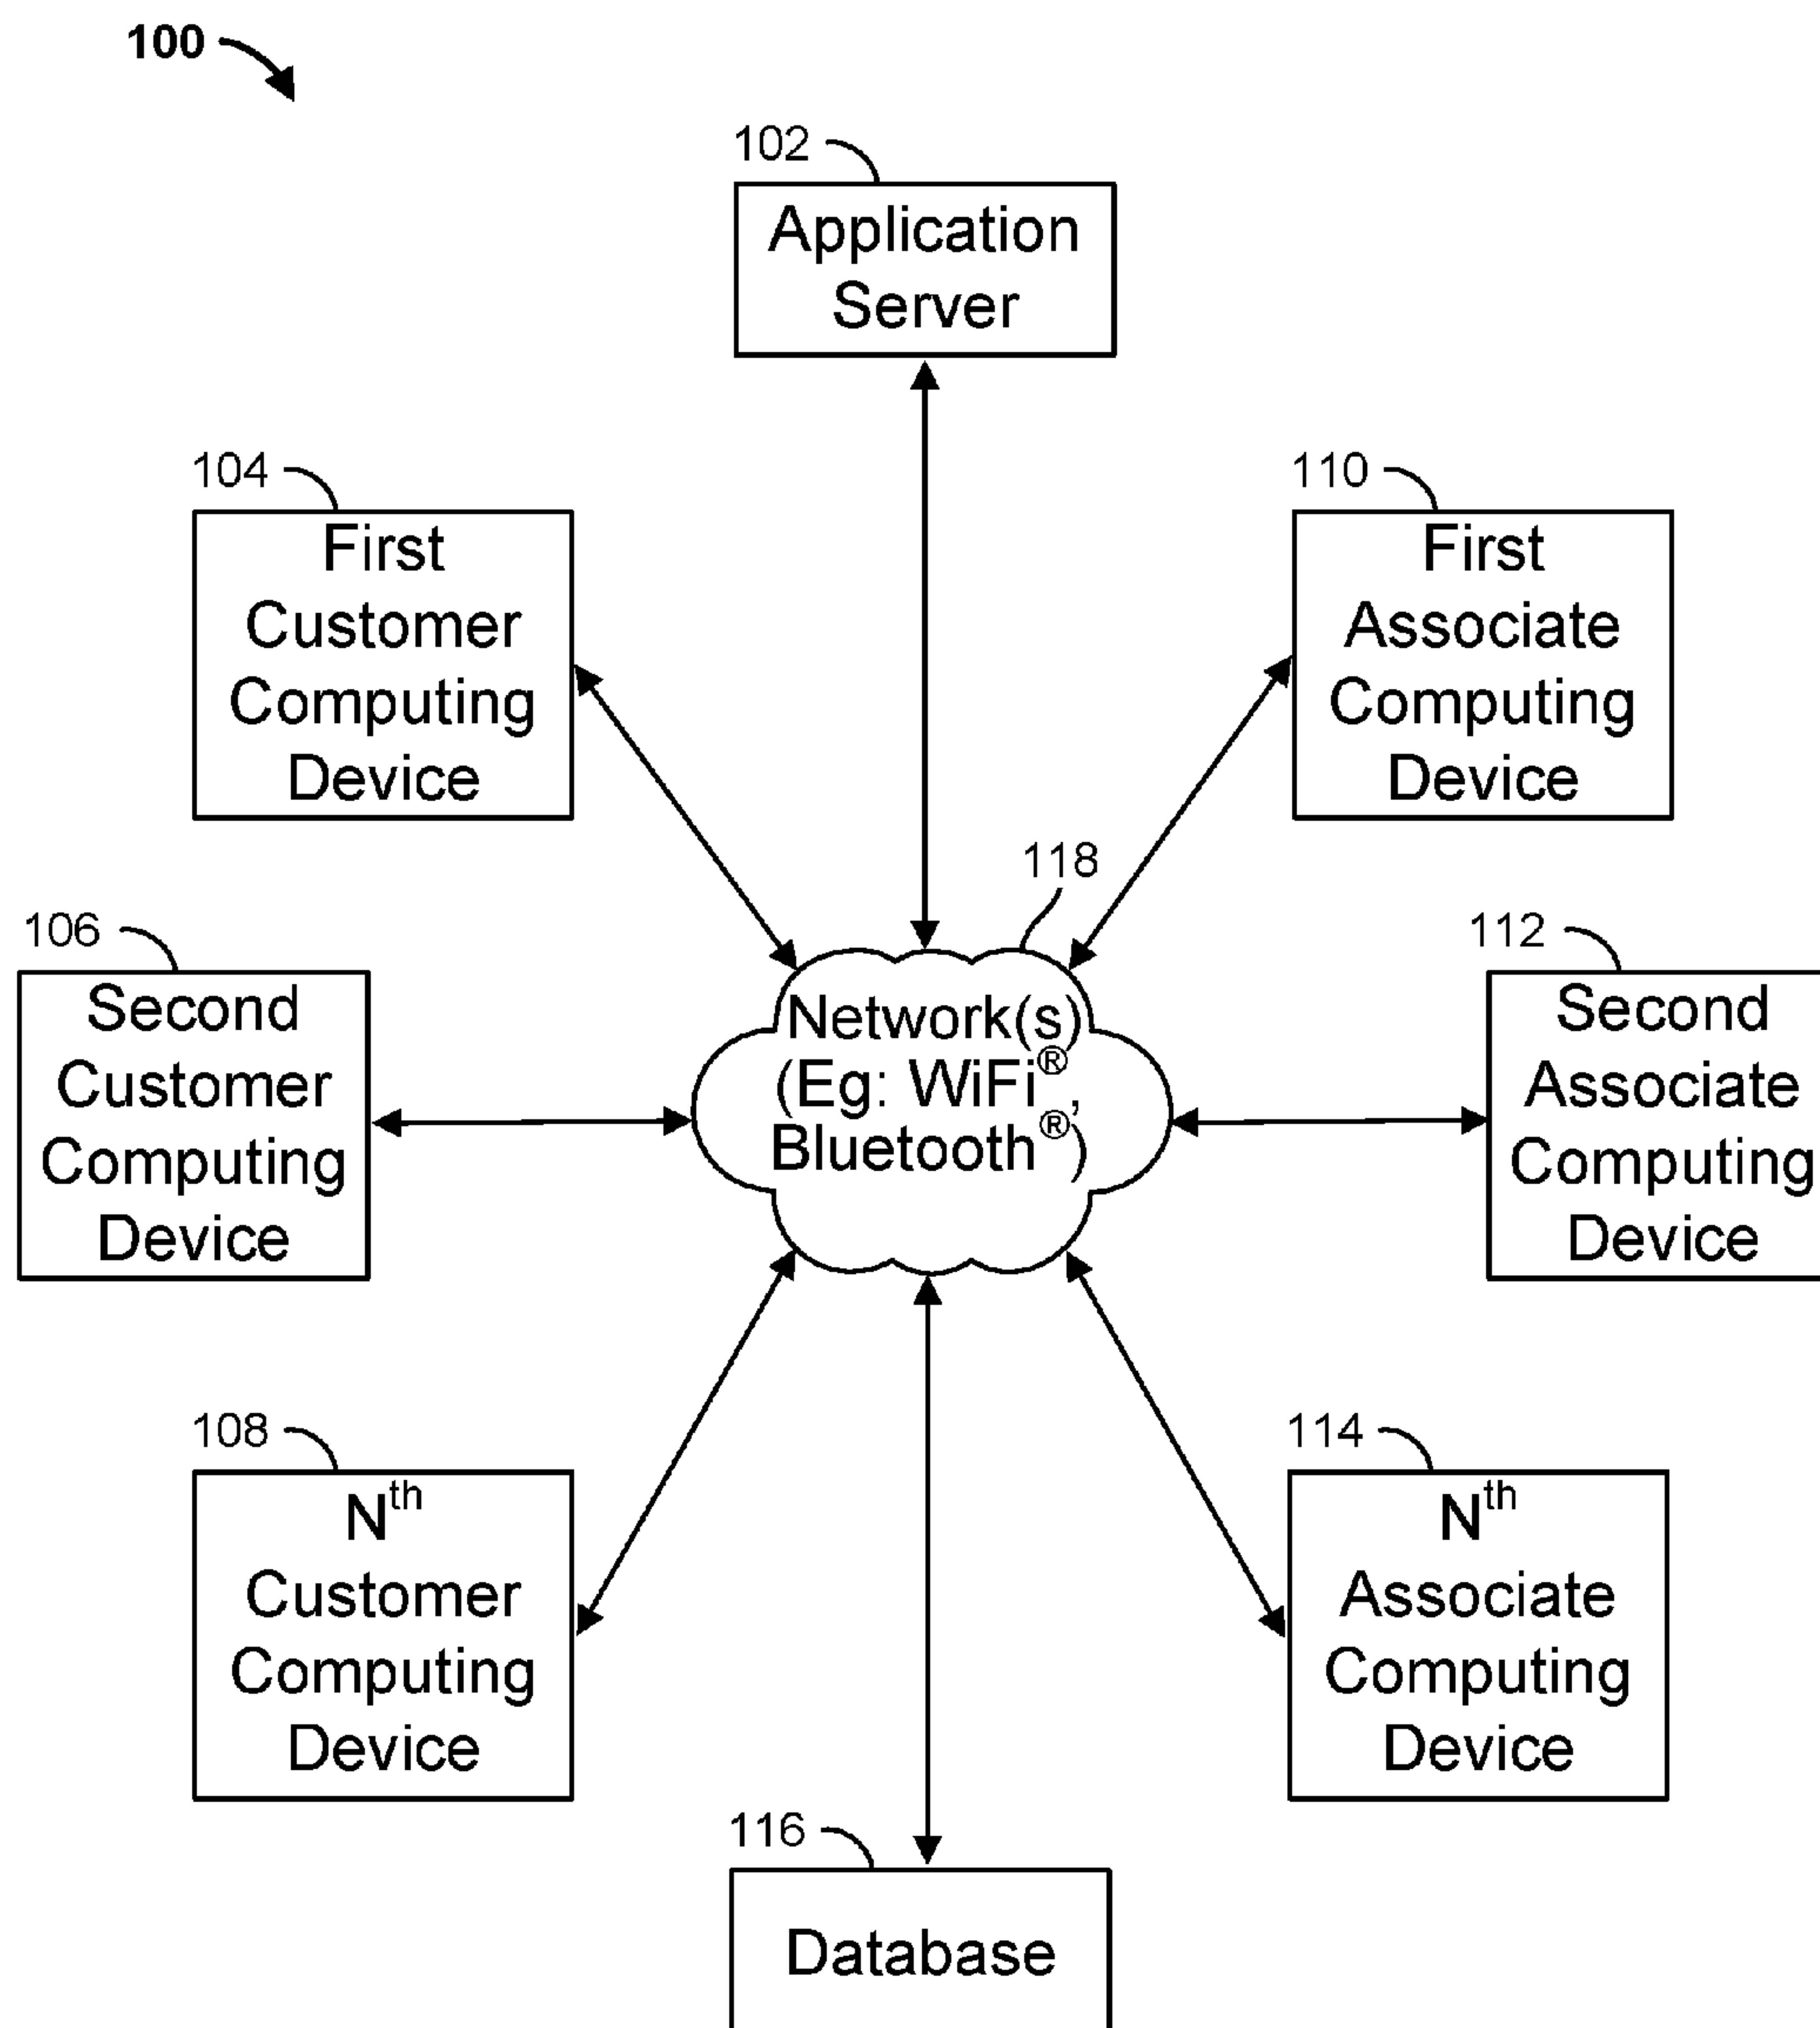 100
102
Application
Server
104
First
Customer
Computing
Device
110
First
Associate
Computing
Device
118
106
Second
Customer
Computing
Device
Network(s)
(Eg: WiFi®,
Bluetooth®)
112
Second
Associate
Computing
Device
108
Nth
Customer
Computing
Device
114
Nth
Associate
Computing
Device
116
Database